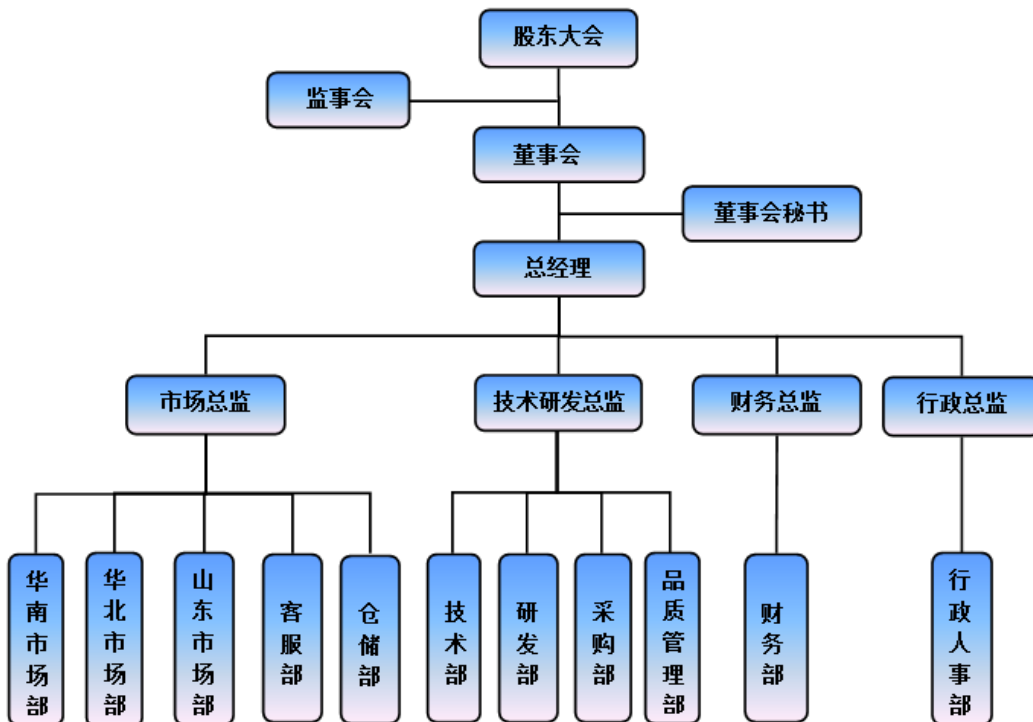 股东大会
监事会
董事会
董事会秘书
总经理
市场总监
技术研发总监
财务总监
行政总监
华南市场部
华北市场部
山东市场部
客服部
仓储部
技术部
研发部
采购部
品质管理部
财务部
行政人事部